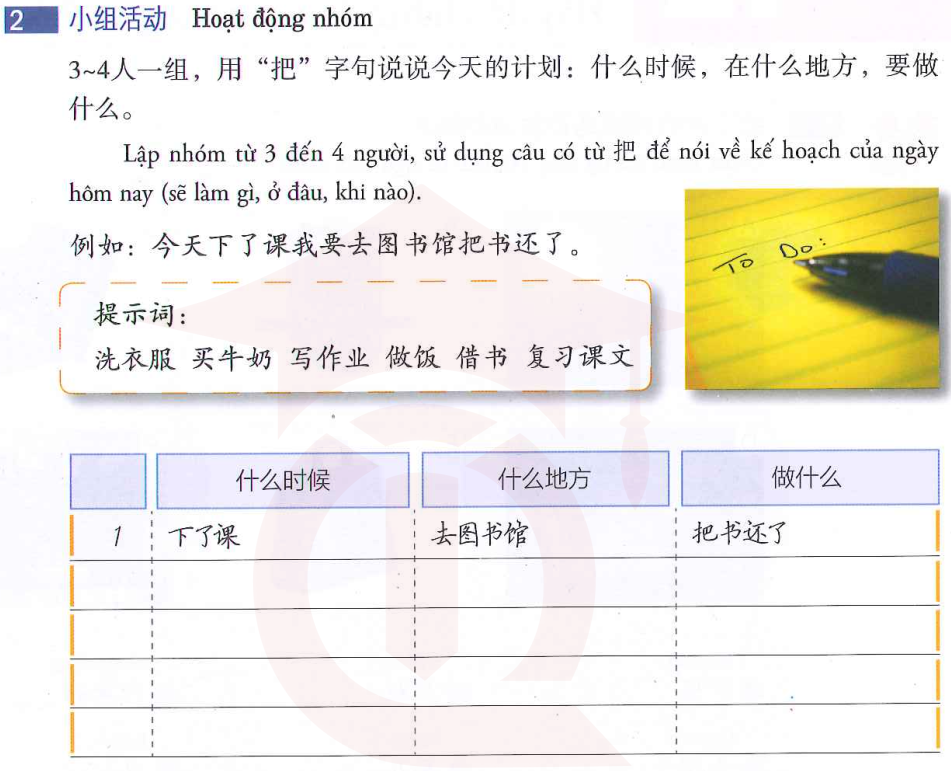 2 小组活动 Hoạt động nhóm
3~4人一组，用“把”字句说说今天的计划：什么时候，在什么地方，要做
什么。
Lập nhóm từ 3 đến 4 người, sử dụng câu có từ 把 để nói về kế hoạch của ngày
hôm nay (sẽ làm gì, ở đâu, khi nào).
例如：今天下了课我要去图书馆把书还了。
To Do:
提示词：
洗衣服 买牛奶 写作业 做饭 借书 复习课文
什么时候 什么地方 做什么
1 下了课 去图书馆 把书还了